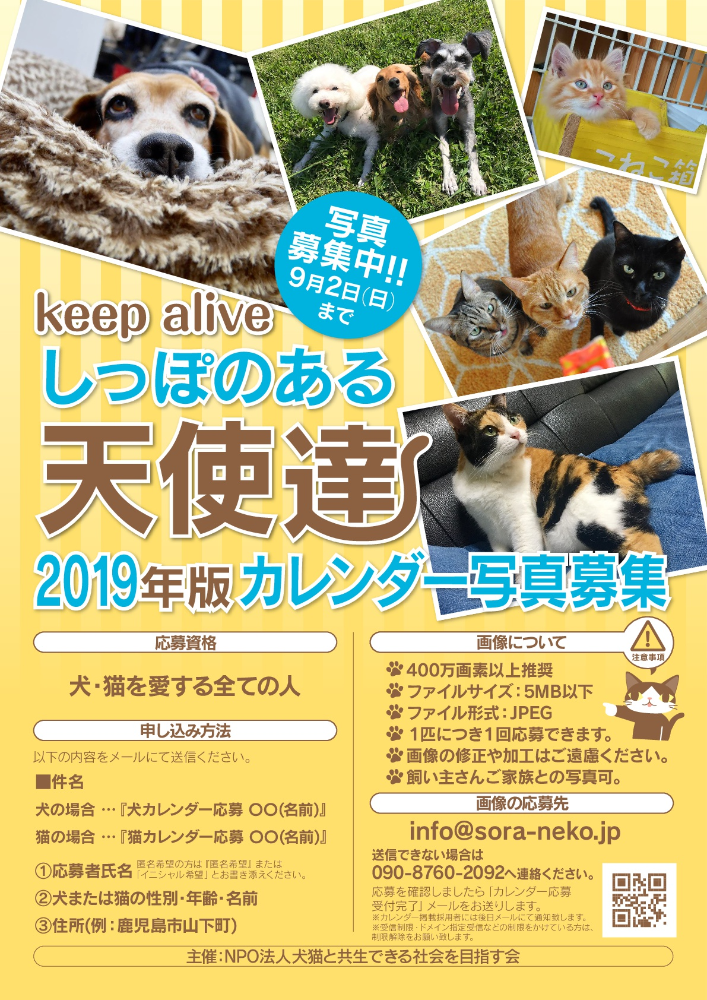 こねこ箱
写真
募集中!!
9月2日(日)
まで
keep alive
しっぽのある
天使達
2019年版カレンダー写真募集
応募資格
犬・猫を愛する全ての人
申し込み方法
以下の内容をメールにて送信ください。
■件名
犬の場合 …『犬カレンダー応募 〇〇(名前)』
猫の場合 …『猫カレンダー応募 〇〇(名前)』
①応募者氏名 匿名希望の方は『匿名希望』または
「イニシャル希望」とお書き添えください。
②犬または猫の性別・年齢・名前
③住所(例：鹿児島市山下町)
画像について
注意事項
400万画素以上推奨
ファイルサイズ：5MB以下
ファイル形式：JPEG
1匹につき1回応募できます。
画像の修正や加工はご遠慮ください。
飼い主さんご家族との写真可。
画像の応募先
info@sora-neko.jp
送信できない場合は
090-8760-2092へ連絡ください。
応募を確認しましたら「カレンダー応募
受付完了」メールをお送りします。
※カレンダー掲載採用者には後日メールにて通知致します。
※受信制限・ドメイン指定受信などの制限をかけている方は、
制限解除をお願い致します。
主催：NPO法人犬猫と共生できる社会を目指す会